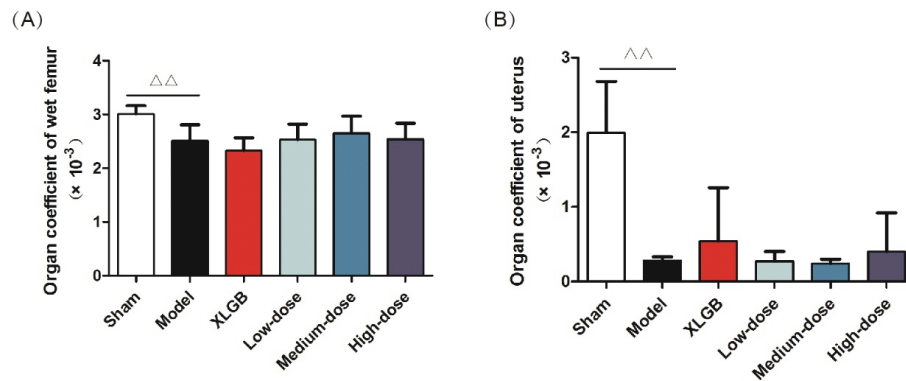 (A)
Organ coefficient of wet femur
(× 10⁻³)
4
3
2
1
0
△△
Sham
Model
XLGB
Low-dose
Medium-dose
High-dose
(B)
Organ coefficient of uterus
(× 10⁻³)
3
2
1
0
△△
Sham
Model
XLGB
Low-dose
Medium-dose
High-dose